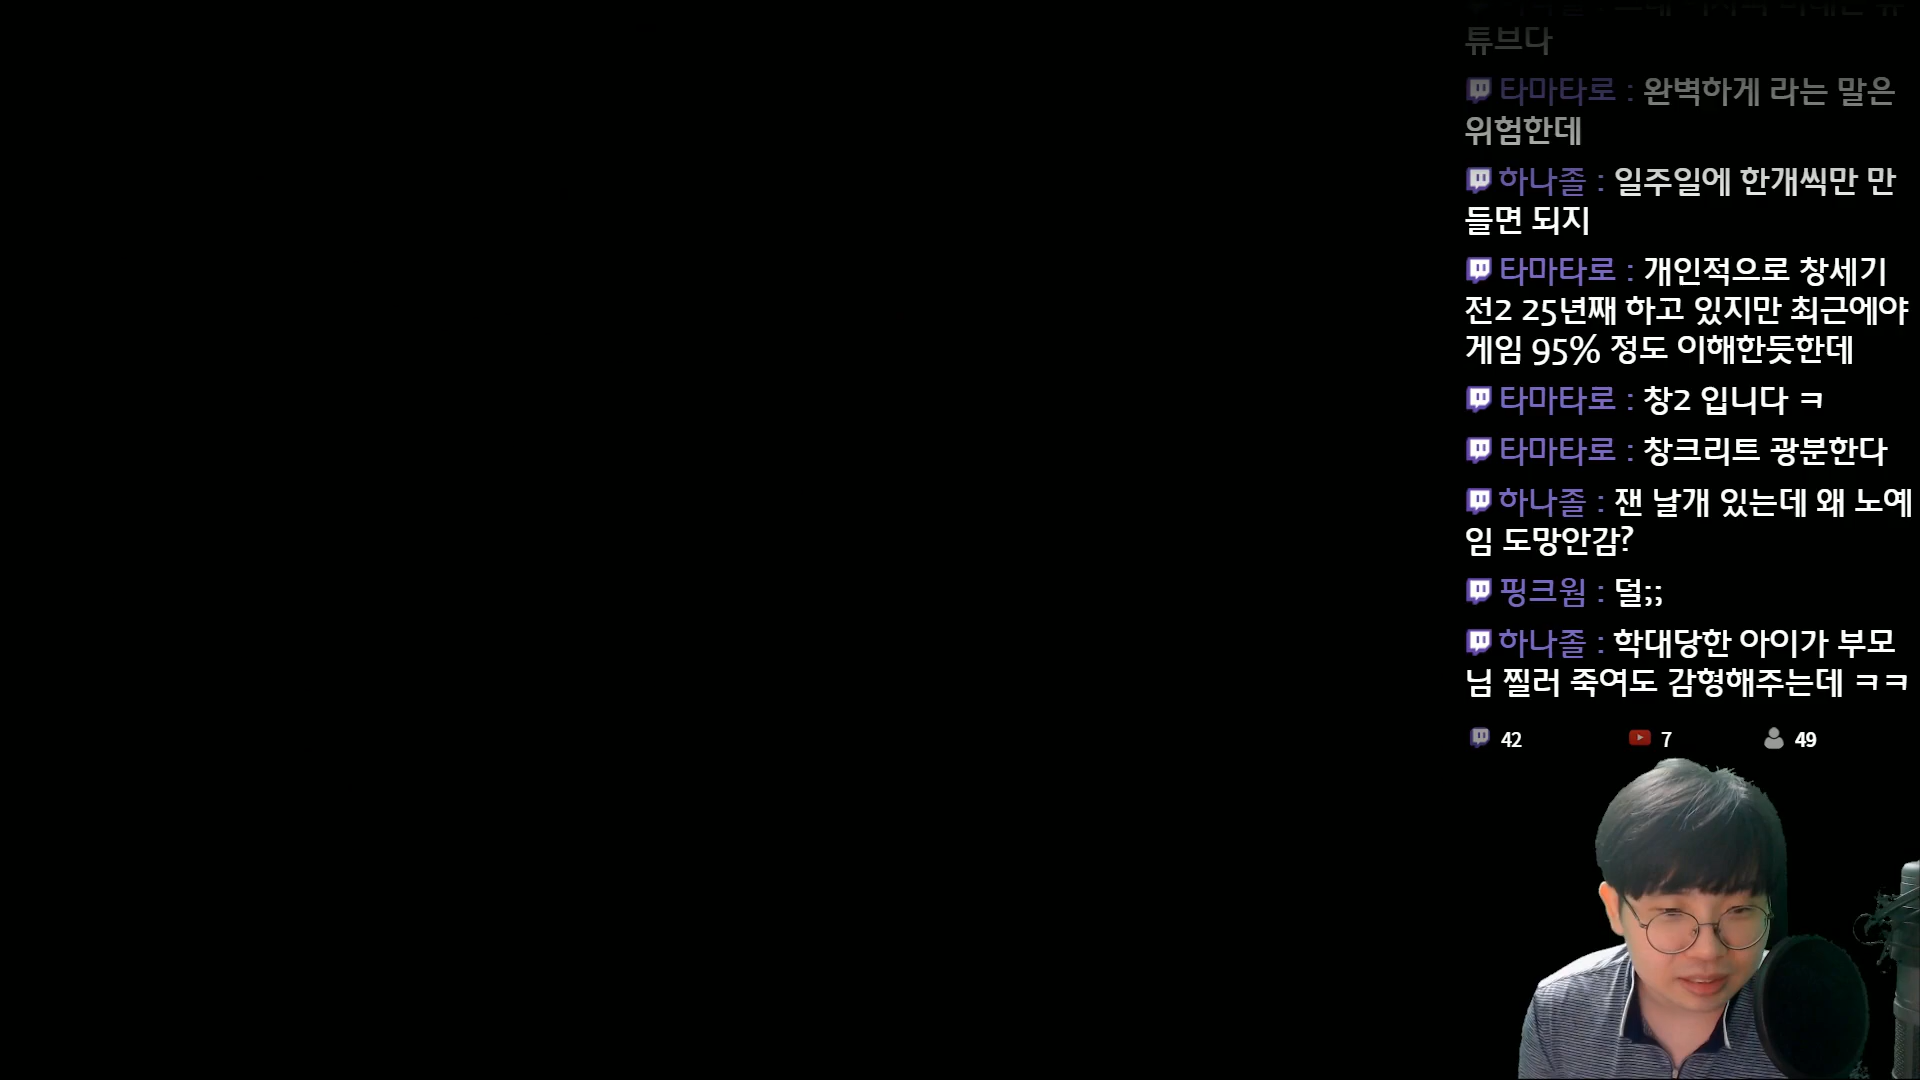 튜브다
타마타로 : 완벽하게 라는 말은
위험한데
하나졸 : 일주일에 한개씩만 만
들면 되지
타마타로 : 개인적으로 창세기
전2 25년째 하고 있지만 최근에야
게임 95% 정도 이해한듯한데
타마타로 : 창2 입니다 ㅋ
타마타로 : 창크리트 광분한다
하나졸 : 잰 날개 있는데 왜 노예
임 도망안감?
핑크웜 : 덜;;
하나졸 : 학대당한 아이가 부모
님 찔러 죽여도 감형해주는데 ㅋㅋ
42 7 49